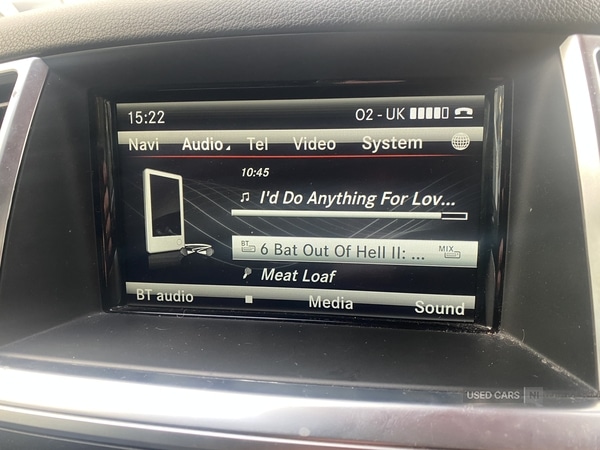 15:22 O2 - UK
Navi Audio Tel Video System
10:45
I'd Do Anything For Lov...
BT 6 Bat Out Of Hell II: ... MIX
Meat Loaf
BT audio Media Sound
USED CARS NI